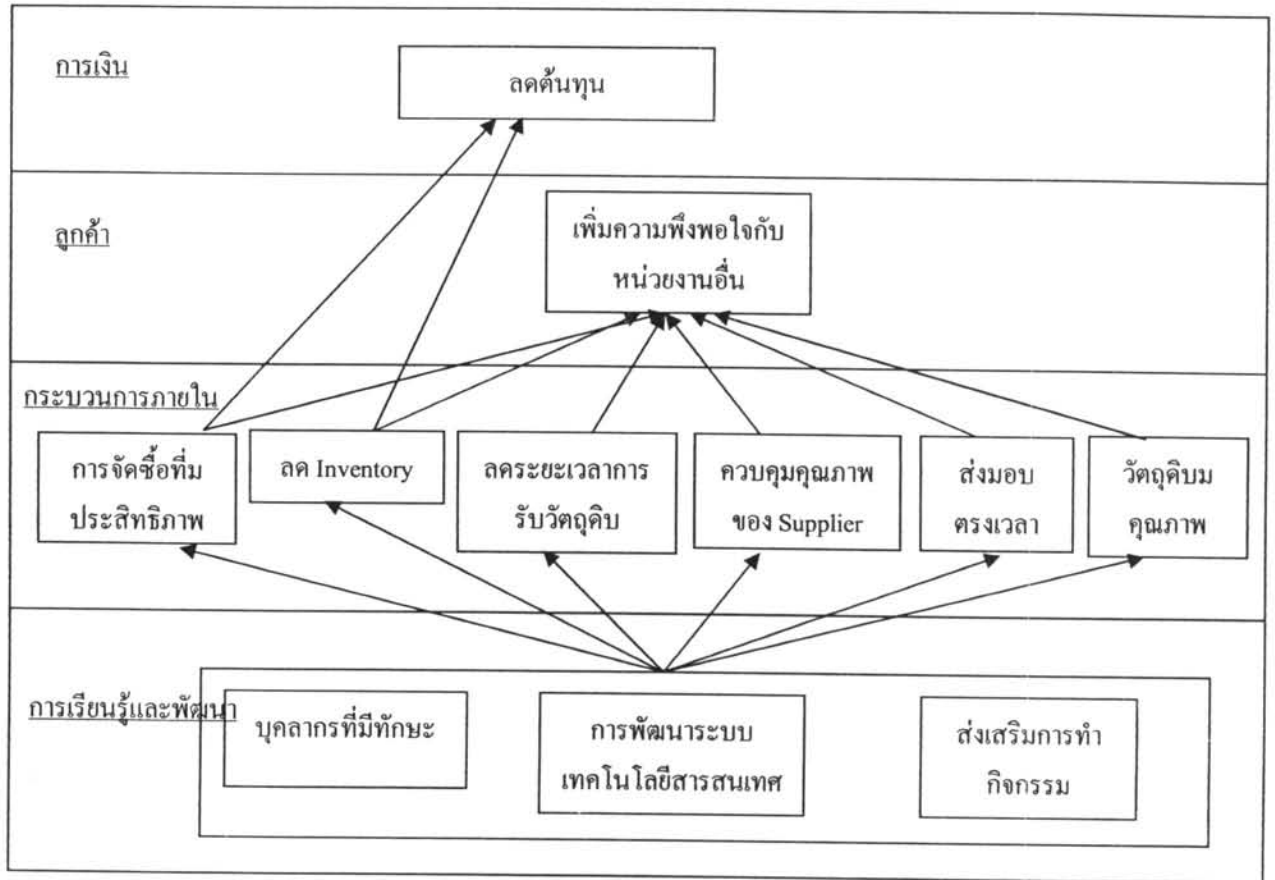 การเงิน
ลดต้นทุน
ลูกค้า
เพิ่มความพึงพอใจกับ
หน่วยงานอื่น
กระบวนการภายใน
การจัดซื้อที่ม
ประสิทธิภาพ
ลด Inventory
ลดระยะเวลาการ
รับวัตถุดิบ
ควบคุมคุณภาพ
ของ Supplier
ส่งมอบ
ตรงเวลา
วัตถุดิบม
คุณภาพ
การเรียนรู้และพัฒนา
บุคลากรที่มีทักษะ
การพัฒนาระบบ
เทคโนโลยีสารสนเทศ
ส่งเสริมการทำ
กิจกรรม